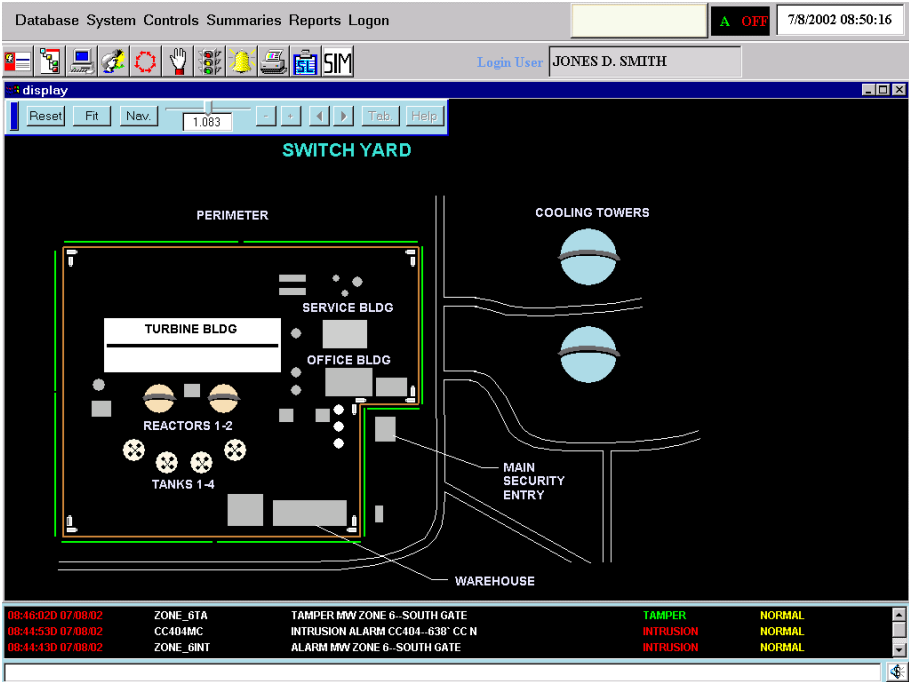 Database System Controls Summaries Reports Logon
A OFF
7/8/2002 08:50:16
SIM
Login User JONES D. SMITH
display
Reset Fit Nav. 1.083 - + Tab. Help
SWITCH YARD
PERIMETER
COOLING TOWERS
SERVICE BLDG
TURBINE BLDG
OFFICE BLDG
REACTORS 1-2
MAIN
SECURITY
ENTRY
TANKS 1-4
WAREHOUSE
08:46:02D 07/08/02 ZONE_6TA TAMPER MW ZONE 6--SOUTH GATE TAMPER NORMAL
08:44:53D 07/08/02 CC404MC INTRUSION ALARM CC404--638` CC N INTRUSION NORMAL
08:44:43D 07/08/02 ZONE_6INT ALARM MW ZONE 6--SOUTH GATE INTRUSION NORMAL